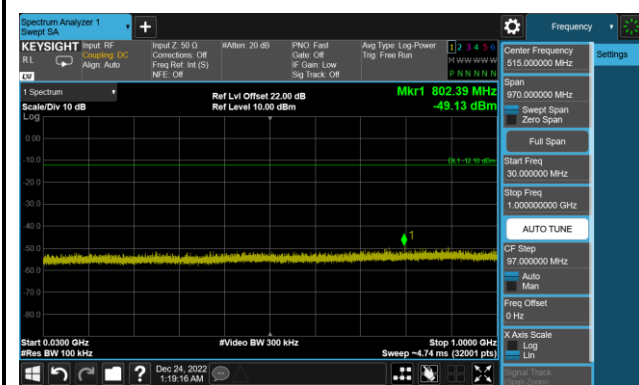 Spectrum Analyzer 1
Swept SA
+
Frequency
KEYSIGHT
RL
Input: RF
Coupling: DC
Align: Auto
Input Z: 50 Ω
Corrections: Off
Freq Ref: Int (S)
NFE: Off
#Atten: 20 dB
PNO: Fast
Gate: Off
IF Gain: Low
Sig Track: Off
Avg Type: Log-Power
Trig: Free Run
1 2 3 4 5 6
M W W W W W
P N N N N N
LXI
1 Spectrum
Scale/Div 10 dB
Log
Ref Lvl Offset 22.00 dB
Ref Level 10.00 dBm
Mkr1 802.39 MHz
-49.13 dBm
0.00
-10.0
DL1 -12.10 dBm
-20.0
-30.0
-40.0
1
-50.0
-60.0
-70.0
-80.0
Start 0.0300 GHz
#Res BW 100 kHz
#Video BW 300 kHz
Stop 1.0000 GHz
Sweep ~4.74 ms (32001 pts)
?
Dec 24, 2022
1:19:16 AM
Center Frequency
515.000000 MHz
Settings
Span
970.000000 MHz
Swept Span
Zero Span
Full Span
Start Freq
30.000000 MHz
Stop Freq
1.000000000 GHz
AUTO TUNE
CF Step
97.000000 MHz
Auto
Man
Freq Offset
0 Hz
X Axis Scale
Log
Lin
Signal Track
(Span Zoom)